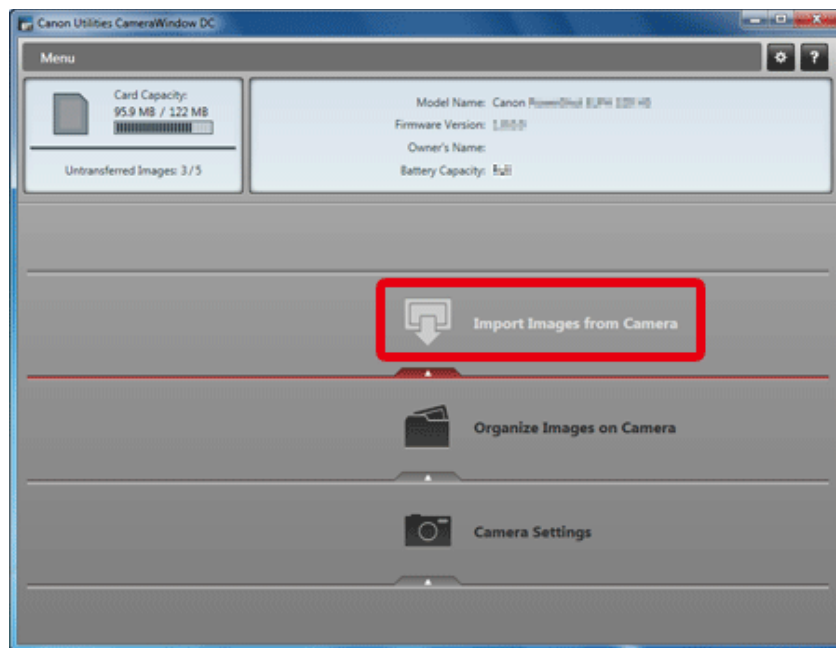 Canon Utilities CameraWindow DC
Menu
?
Card Capacity:
95.9 MB / 122 MB
Untransferred Images: 3/5
Model Name: Canon
Firmware Version:
Owner's Name:
Battery Capacity:
Import Images from Camera
Organize Images on Camera
Camera Settings